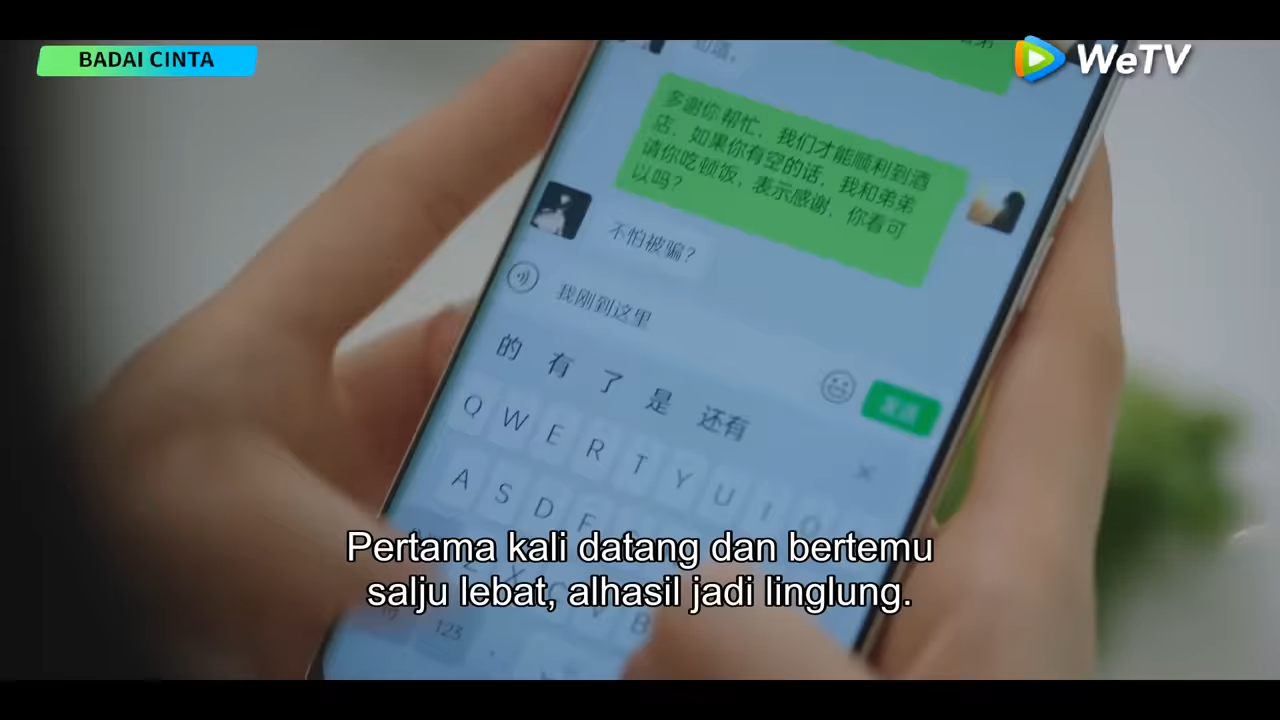 BADAI CINTA
WeTV
多谢你帮忙，我们才能顺利到酒
店，如果你有空的话，我和弟弟
请你吃顿饭，表示感谢，你看可
以吗？
不怕被骗？
我刚到这里
的 有 了 是 还有
发送
Q W E R T Y U I O
A S D F
Pertama kali datang dan bertemu
salju lebat, alhasil jadi linglung.
123